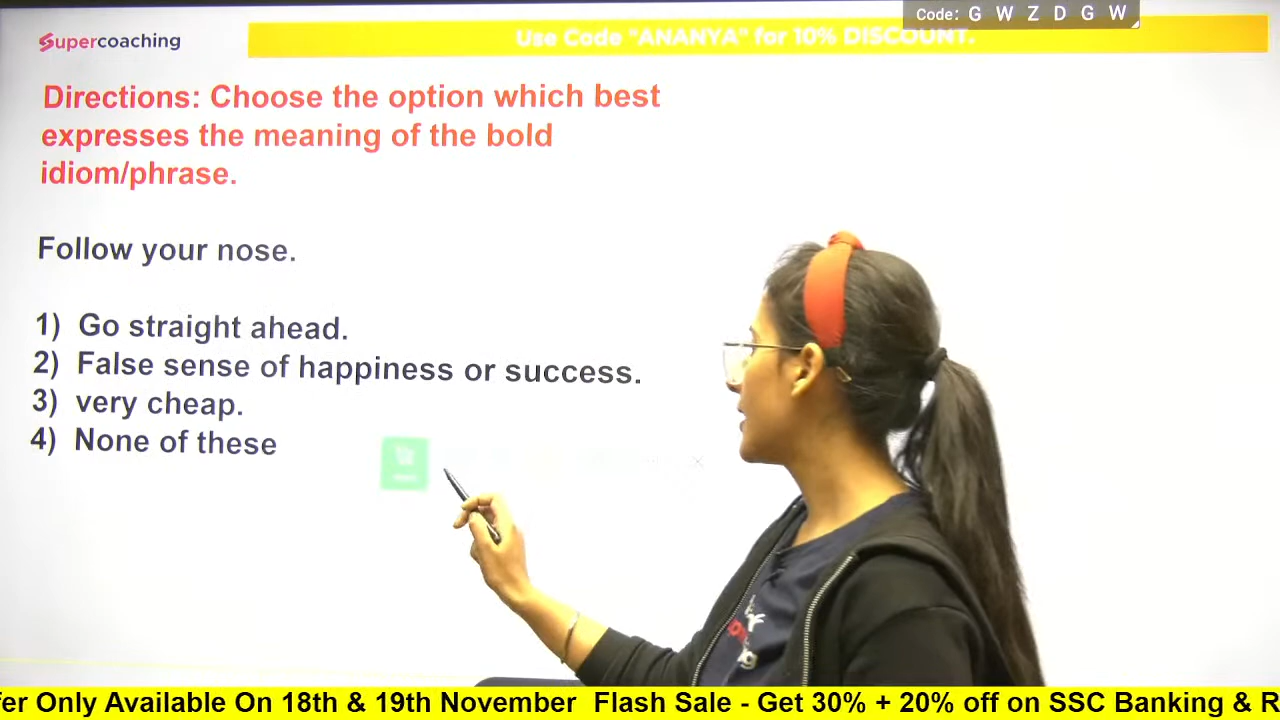 Supercoaching
Use Code "ANANYA" for 10% DISCOUNT.
Code: G W Z D G W
Directions: Choose the option which best
expresses the meaning of the bold
idiom/phrase.
Follow your nose.
1) Go straight ahead.
2) False sense of happiness or success.
3) very cheap.
4) None of these
fer Only Available On 18th & 19th November Flash Sale - Get 30% + 20% off on SSC Banking & R